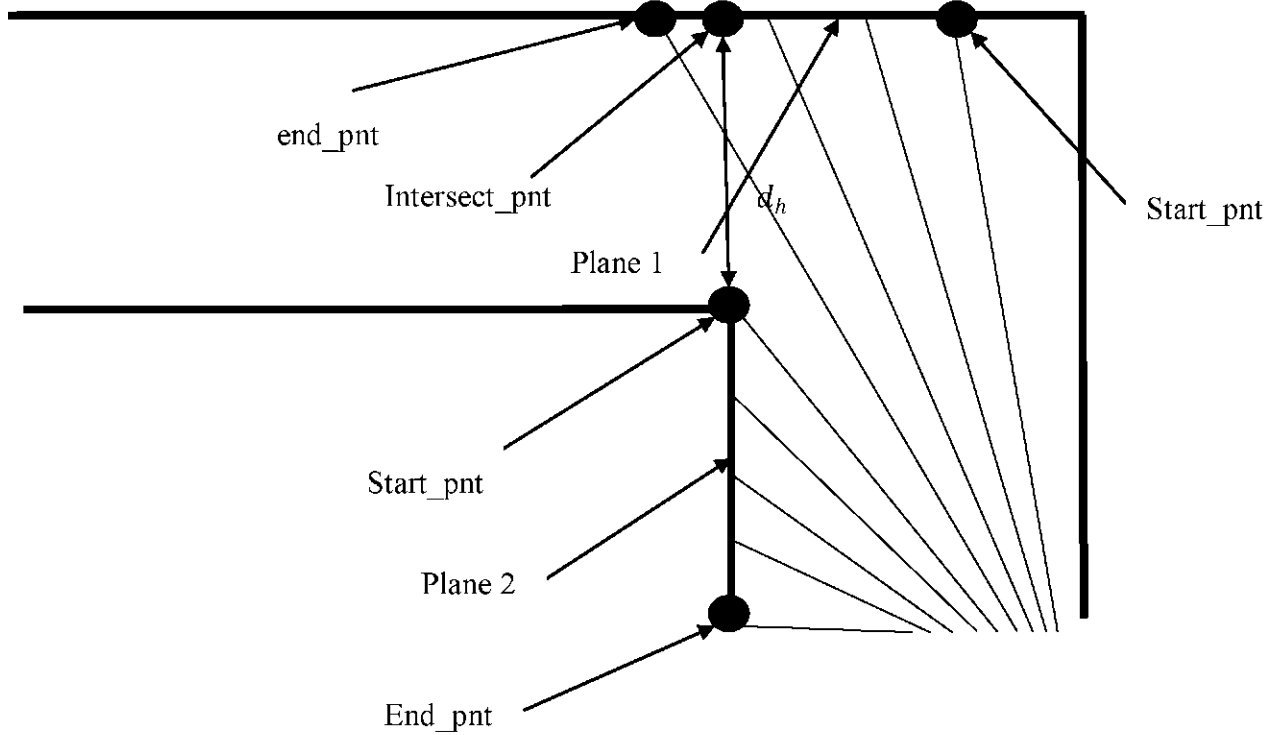 end_pnt
Intersect_pnt
d_h
Start_pnt
Plane 1
Start_pnt
Plane 2
End_pnt